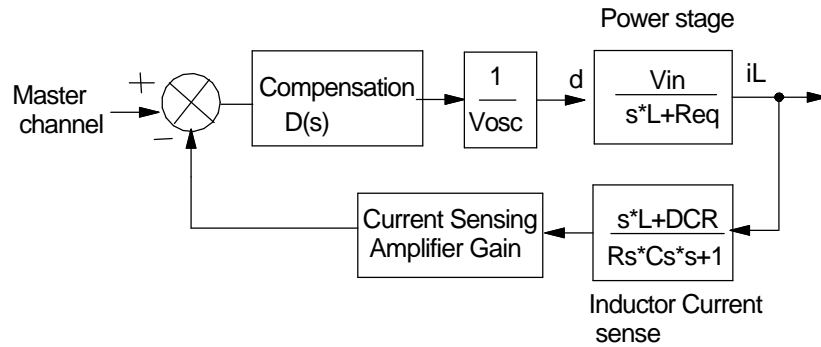 Power stage
Master
channel
+
−
Compensation
D(s)
1
Vosc
d
Vin
s*L+Req
iL
Current Sensing
Amplifier Gain
s*L+DCR
Rs*Cs*s+1
Inductor Current
sense